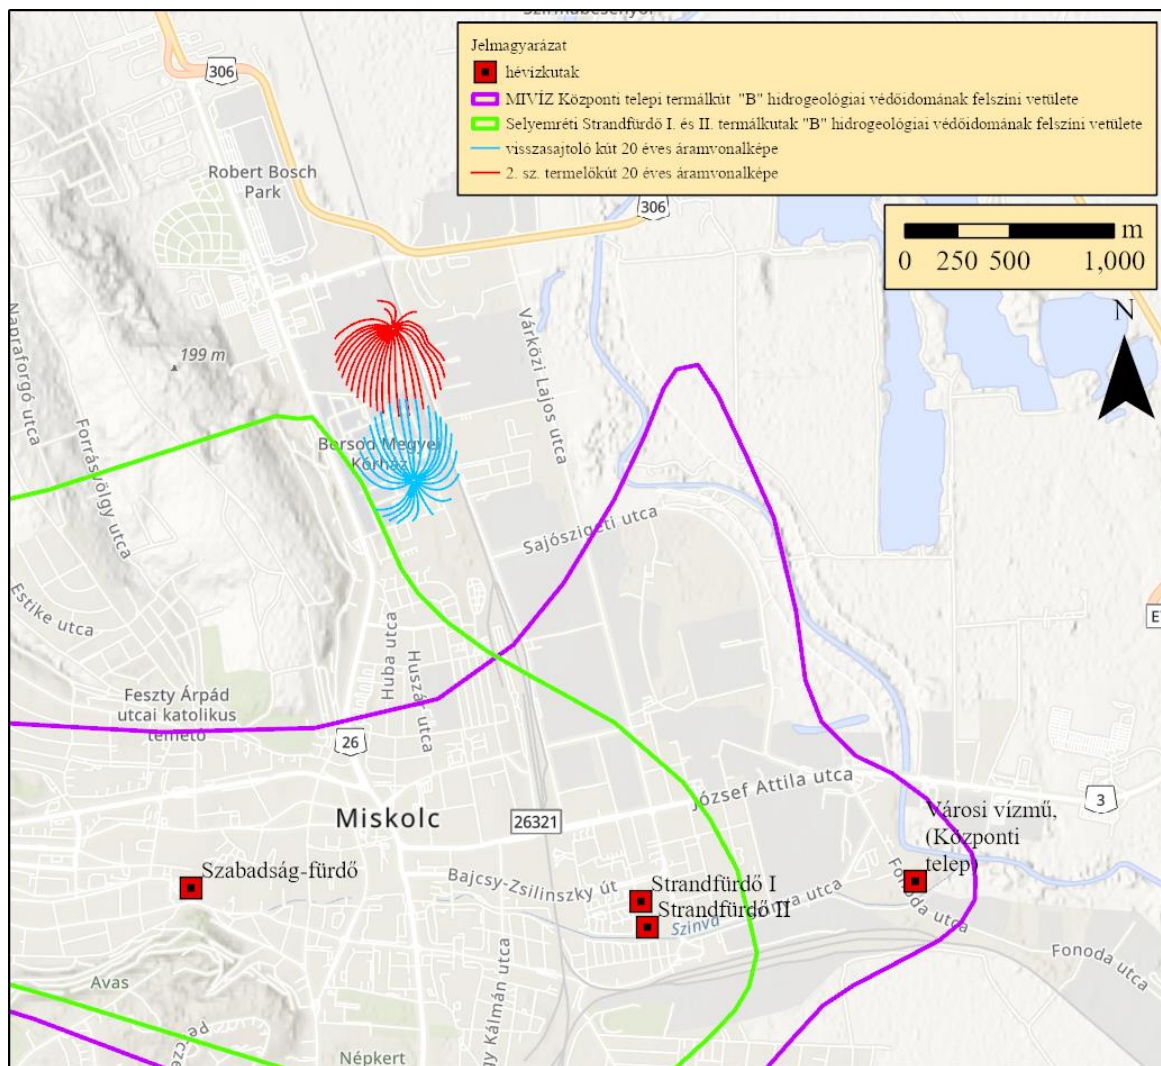 Szirmabesenyői
Jelmagyarázat
hévízkutak
MIVÍZ Központi telepi termálkút "B" hidrogeológiai védőidomának felszíni vetülete
Selyemréti Strandfürdő I. és II. termálkutak "B" hidrogeológiai védőidomának felszíni vetülete
visszasajtoló kút 20 éves áramvonalképe
2. sz. termelőkút 20 éves áramvonalképe
306
Robert Bosch
Park
306
m
0 250 500 1,000
N
Napraforgó utca
199 m
Várközi Lajos utca
Forrásvölgy utca
Borsod Megyei
Kórház
Sajószigeti utca
Estike utca
Huba utca
Huszár utca
E
Feszty Árpád
utcai katolikus
temető
26
József Attila utca
3
Miskolc
26321
Városi vízmű,
(Központi
telep)
Szabadság-fürdő
Bajcsy-Zsilinszky út
Strandfürdő I
Strandfürdő II
Szinva
utca
Fonoda utca
Fonoda utca
Avas
Kálmán utca
Népkert